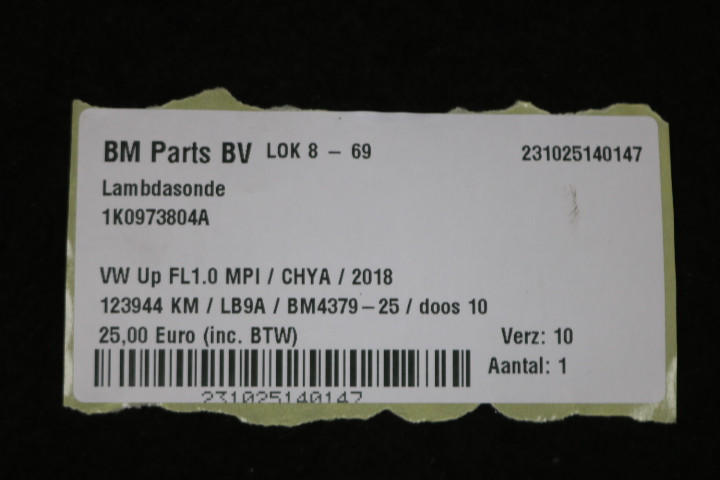 BM Parts BV LOK 8 – 69 231025140147
Lambdasonde
1K0973804A
VW Up FL1.0 MPI / CHYA / 2018
123944 KM / LB9A / BM4379–25 / doos 10
25,00 Euro (inc. BTW) Verz: 10
Aantal: 1
231025140147